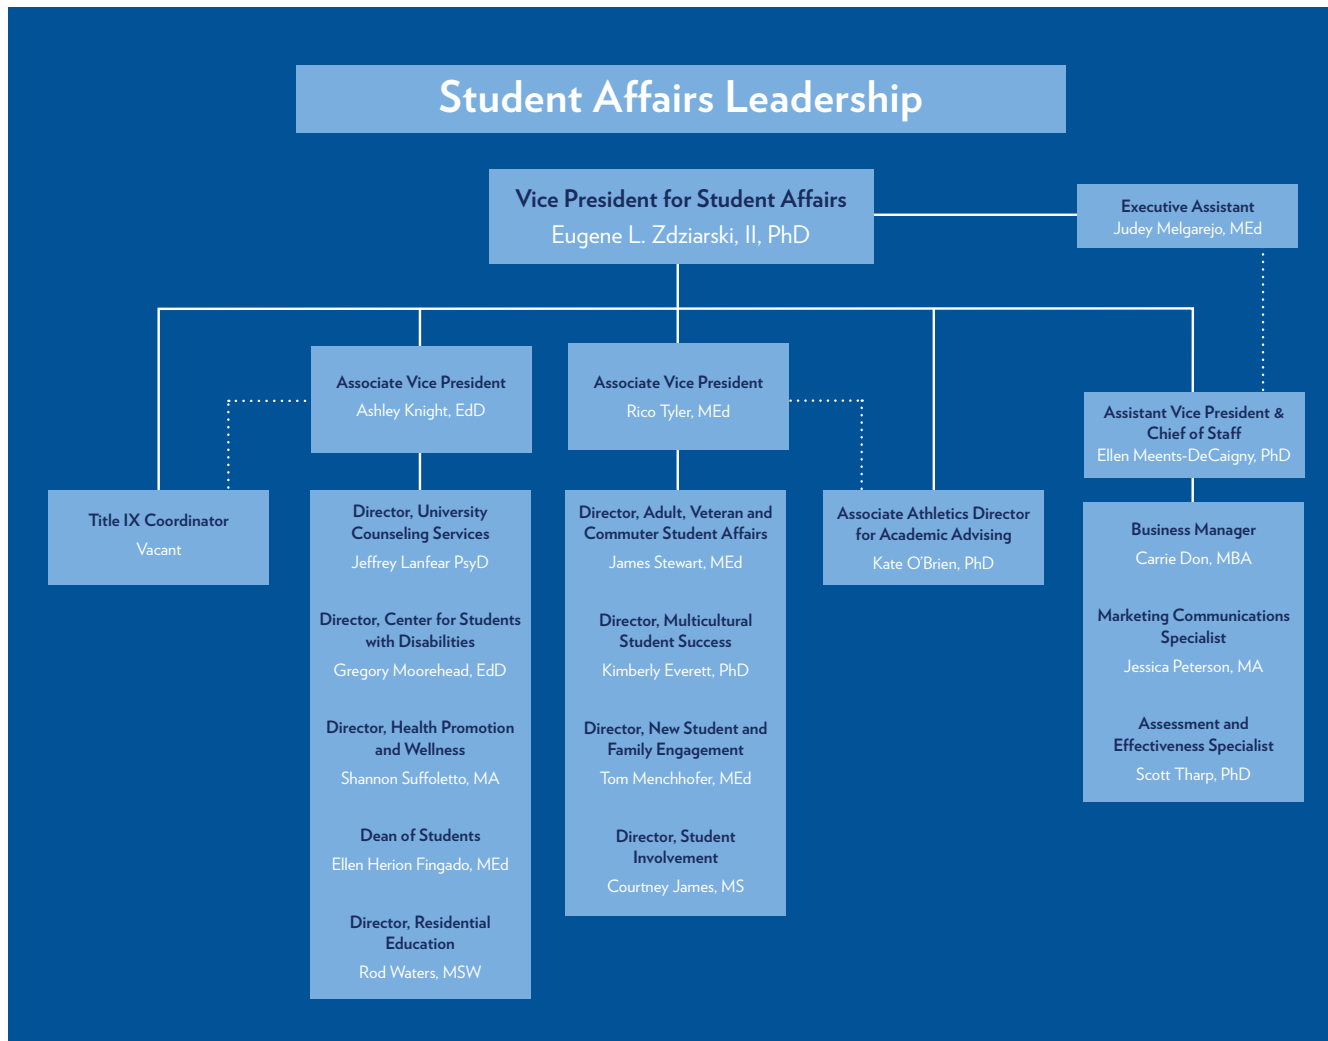 Student Affairs Leadership
Vice President for Student Affairs
Eugene L. Zdziarski, II, PhD
Executive Assistant
Judey Melgarejo, MEd
Associate Vice President
Ashley Knight, EdD
Associate Vice President
Rico Tyler, MEd
Assistant Vice President &
Chief of Staff
Ellen Meents-DeCaigny, PhD
Title IX Coordinator
Vacant
Director, University
Counseling Services
Jeffrey Lanfear PsyD
Director, Center for Students
with Disabilities
Gregory Moorehead, EdD
Director, Health Promotion
and Wellness
Shannon Suffoletto, MA
Dean of Students
Ellen Herion Fingado, MEd
Director, Residential
Education
Rod Waters, MSW
Director, Adult, Veteran and
Commuter Student Affairs
James Stewart, MEd
Director, Multicultural
Student Success
Kimberly Everett, PhD
Director, New Student and
Family Engagement
Tom Menchhofer, MEd
Director, Student
Involvement
Courtney James, MS
Associate Athletics Director
for Academic Advising
Kate O'Brien, PhD
Business Manager
Carrie Don, MBA
Marketing Communications
Specialist
Jessica Peterson, MA
Assessment and
Effectiveness Specialist
Scott Tharp, PhD